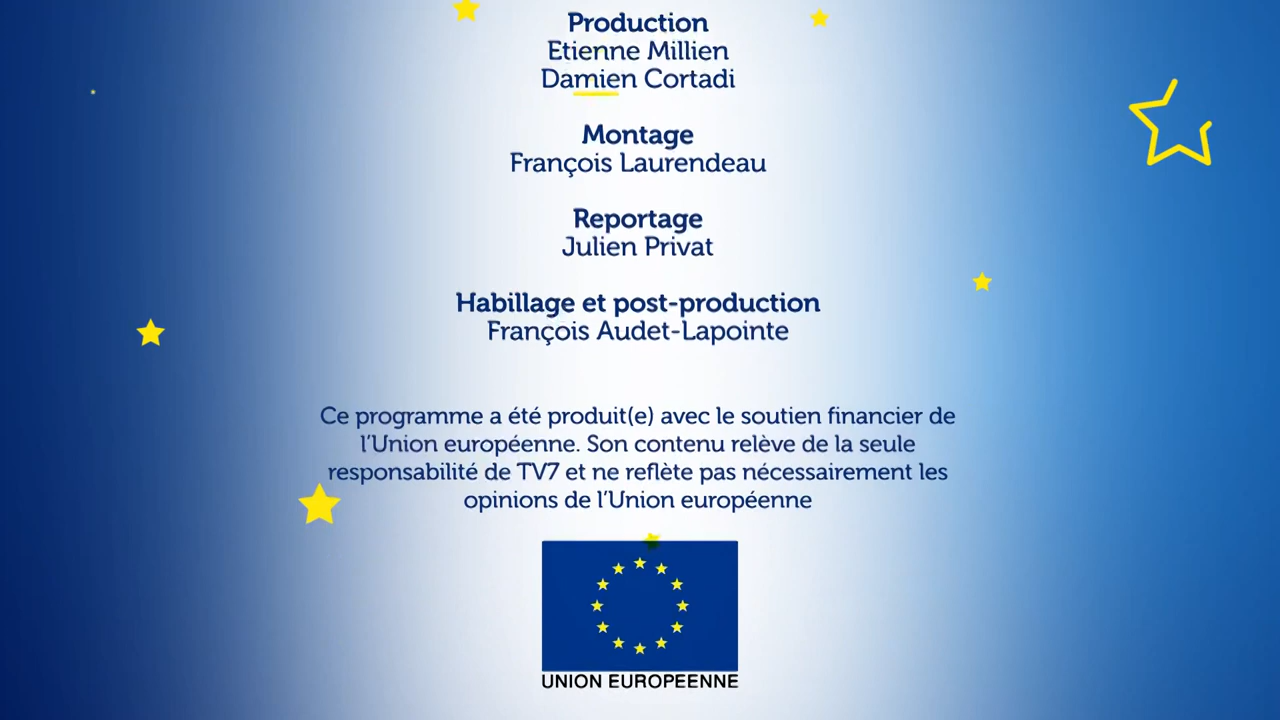 Production
Etienne Millien
Damien Cortadi
Montage
François Laurendeau
Reportage
Julien Privat
Habillage et post-production
François Audet-Lapointe
Ce programme a été produit(e) avec le soutien financier de
l’Union européenne. Son contenu relève de la seule
responsabilité de TV7 et ne reflète pas nécessairement les
opinions de l’Union européenne
UNION EUROPEENNE